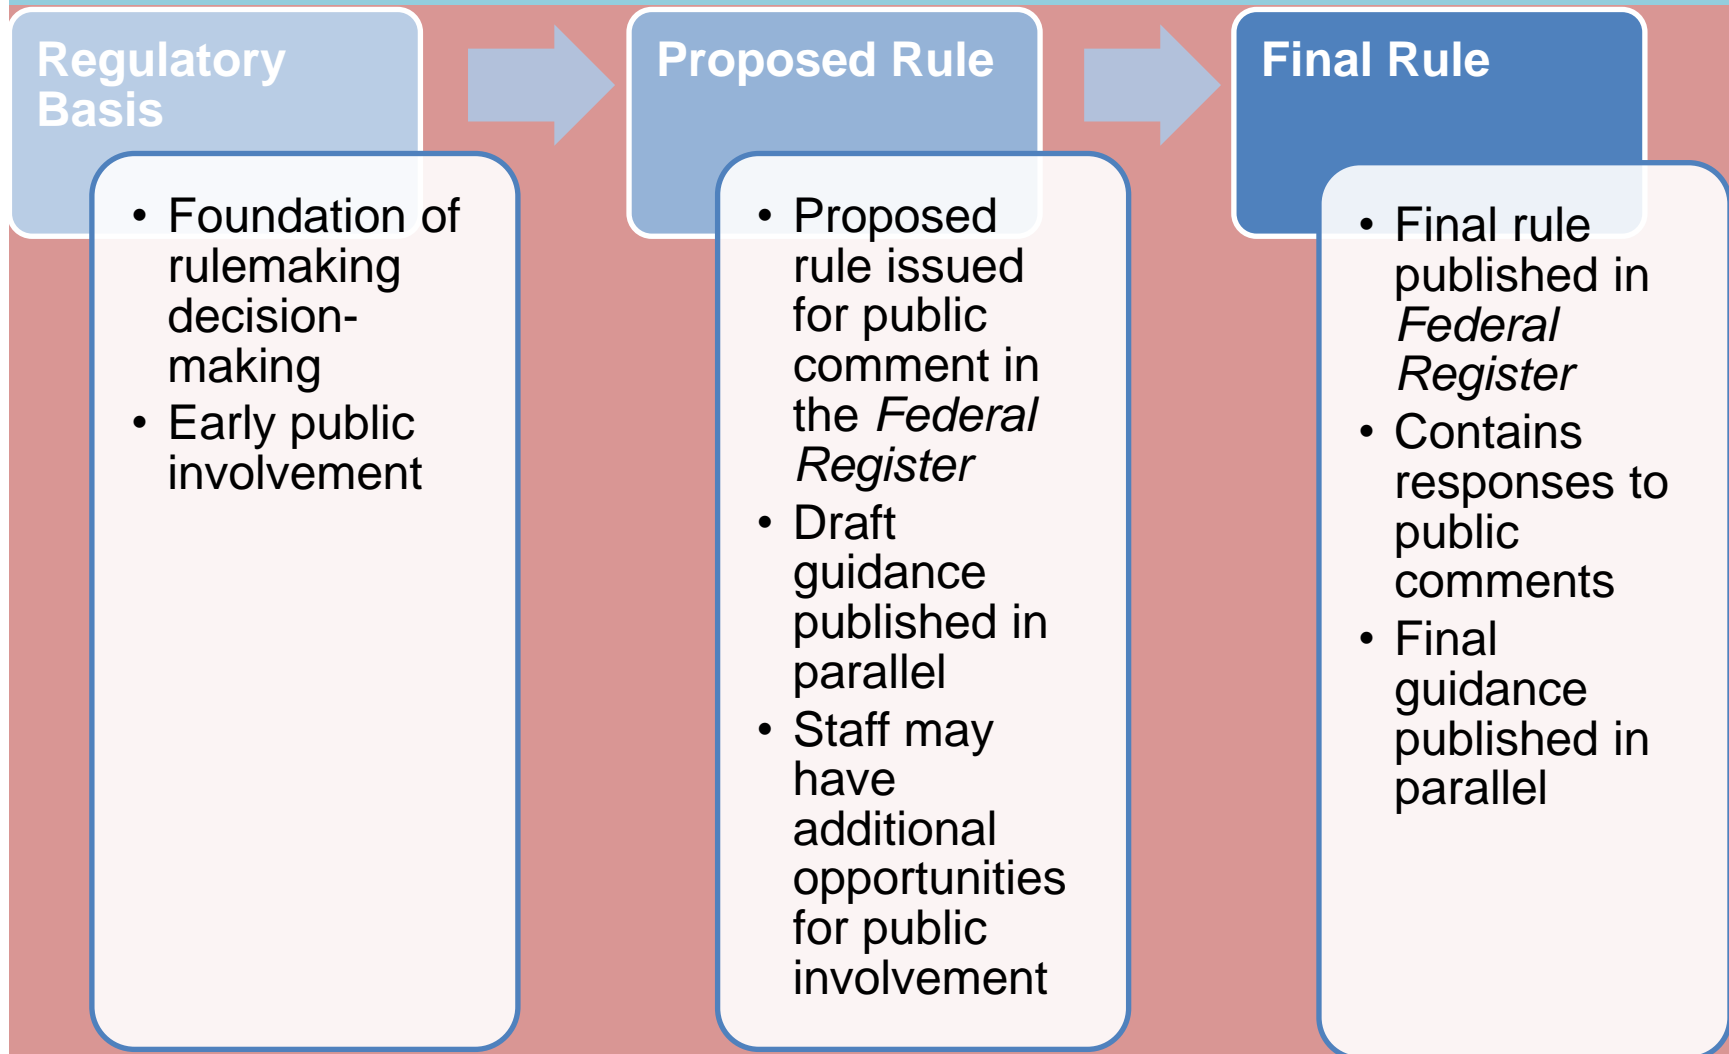 Regulatory
Basis
• Foundation of
rulemaking
decision-
making
• Early public
involvement
Proposed Rule
• Proposed
rule issued
for public
comment in
the Federal
Register
• Draft
guidance
published in
parallel
• Staff may
have
additional
opportunities
for public
involvement
Final Rule
• Final rule
published in
Federal
Register
• Contains
responses to
public
comments
• Final
guidance
published in
parallel